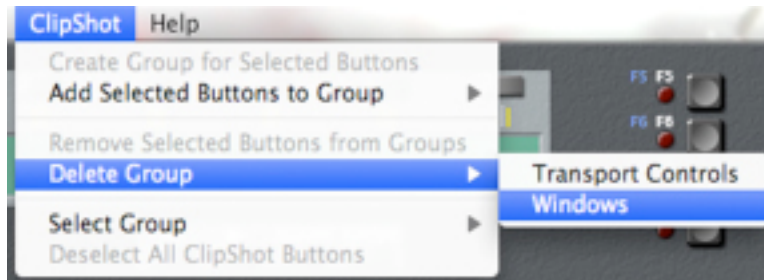 ClipShot Help
Create Group for Selected Buttons
Add Selected Buttons to Group
F5 F5
F6 F6
Remove Selected Buttons from Groups
Delete Group
Transport Controls
Windows
Select Group
Deselect All ClipShot Buttons